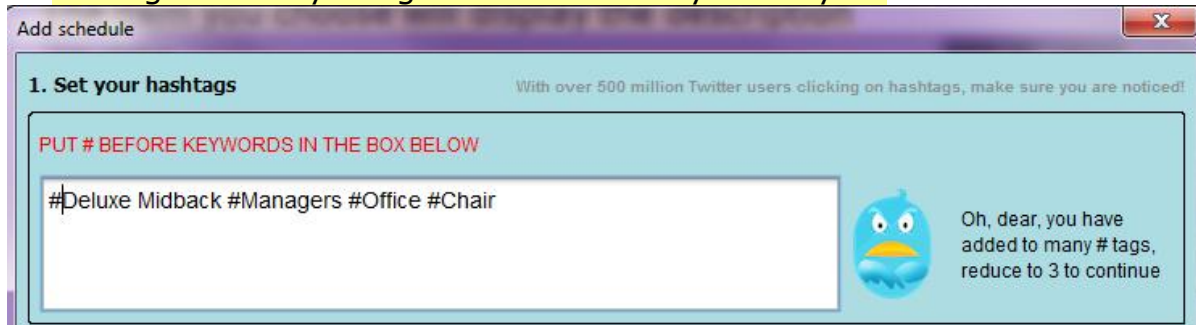 Add schedule
X
1. Set your hashtags
With over 500 million Twitter users clicking on hashtags, make sure you are noticed!
PUT # BEFORE KEYWORDS IN THE BOX BELOW
#Deluxe Midback #Managers #Office #Chair
Oh, dear, you have
added to many # tags,
reduce to 3 to continue